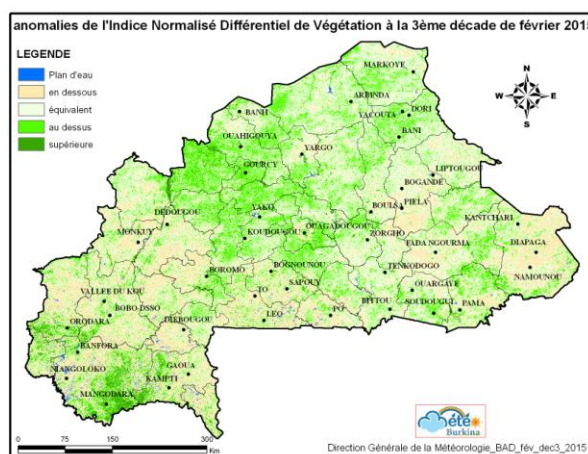 anomalies de l'Indice Normalisé Différentiel de Végétation à la 3ème décade de février 2015
LEGENDE
Plan d'eau
en dessous
équivalent
au dessus
supérieure
N
W E
S
MARKOYE
ARBINDA
BANH
YACOUTA
DORI
OUAHIGOUYA
BANI
YARGO
GOURCY
LIPTOUGOU
BOGANDE
YAKO
BOULSA
PIELA
DEDOUGOU
KANTCHARI
MONKUY
KOUDOUGOU
OUAGADOUGOU
ZORGHO
FADA NGOURMA
DIAPAGA
BOROMO
BOGNOUNOU
TENKODOGO
NAMOUNOU
VALLEE DU KOU
TO
SAPOUY
OUARGAYE
BOBO-DSSO
BITTOU
SOUDOUGUI
PAMA
ORODARA
DIEBOUGOU
LEO
PO
BANFORA
NIANGOLOKO
GAOUA
KAMPTI
MANGODARA
0 75 150 300
Km
Météo
Burkina
Direction Générale de la Météorologie_BAD_fév_dec3_2015